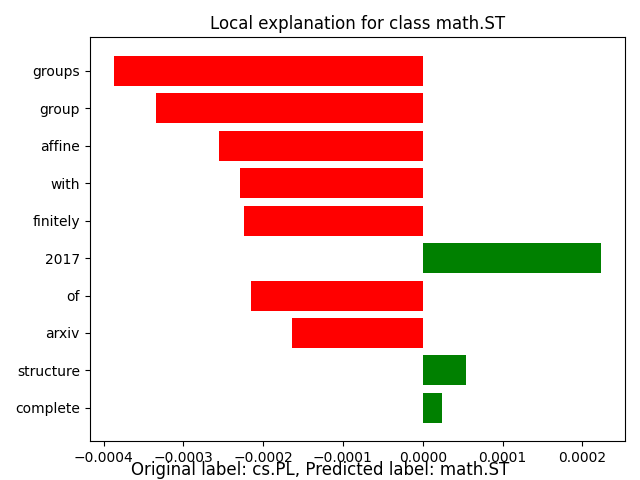 Local explanation for class math.ST
groups
group
affine
with
finitely
2017
of
arxiv
structure
complete
−0.0004 −0.0003 −0.0002 −0.0001 0.0000 0.0001 0.0002
Original label: cs.PL, Predicted label: math.ST